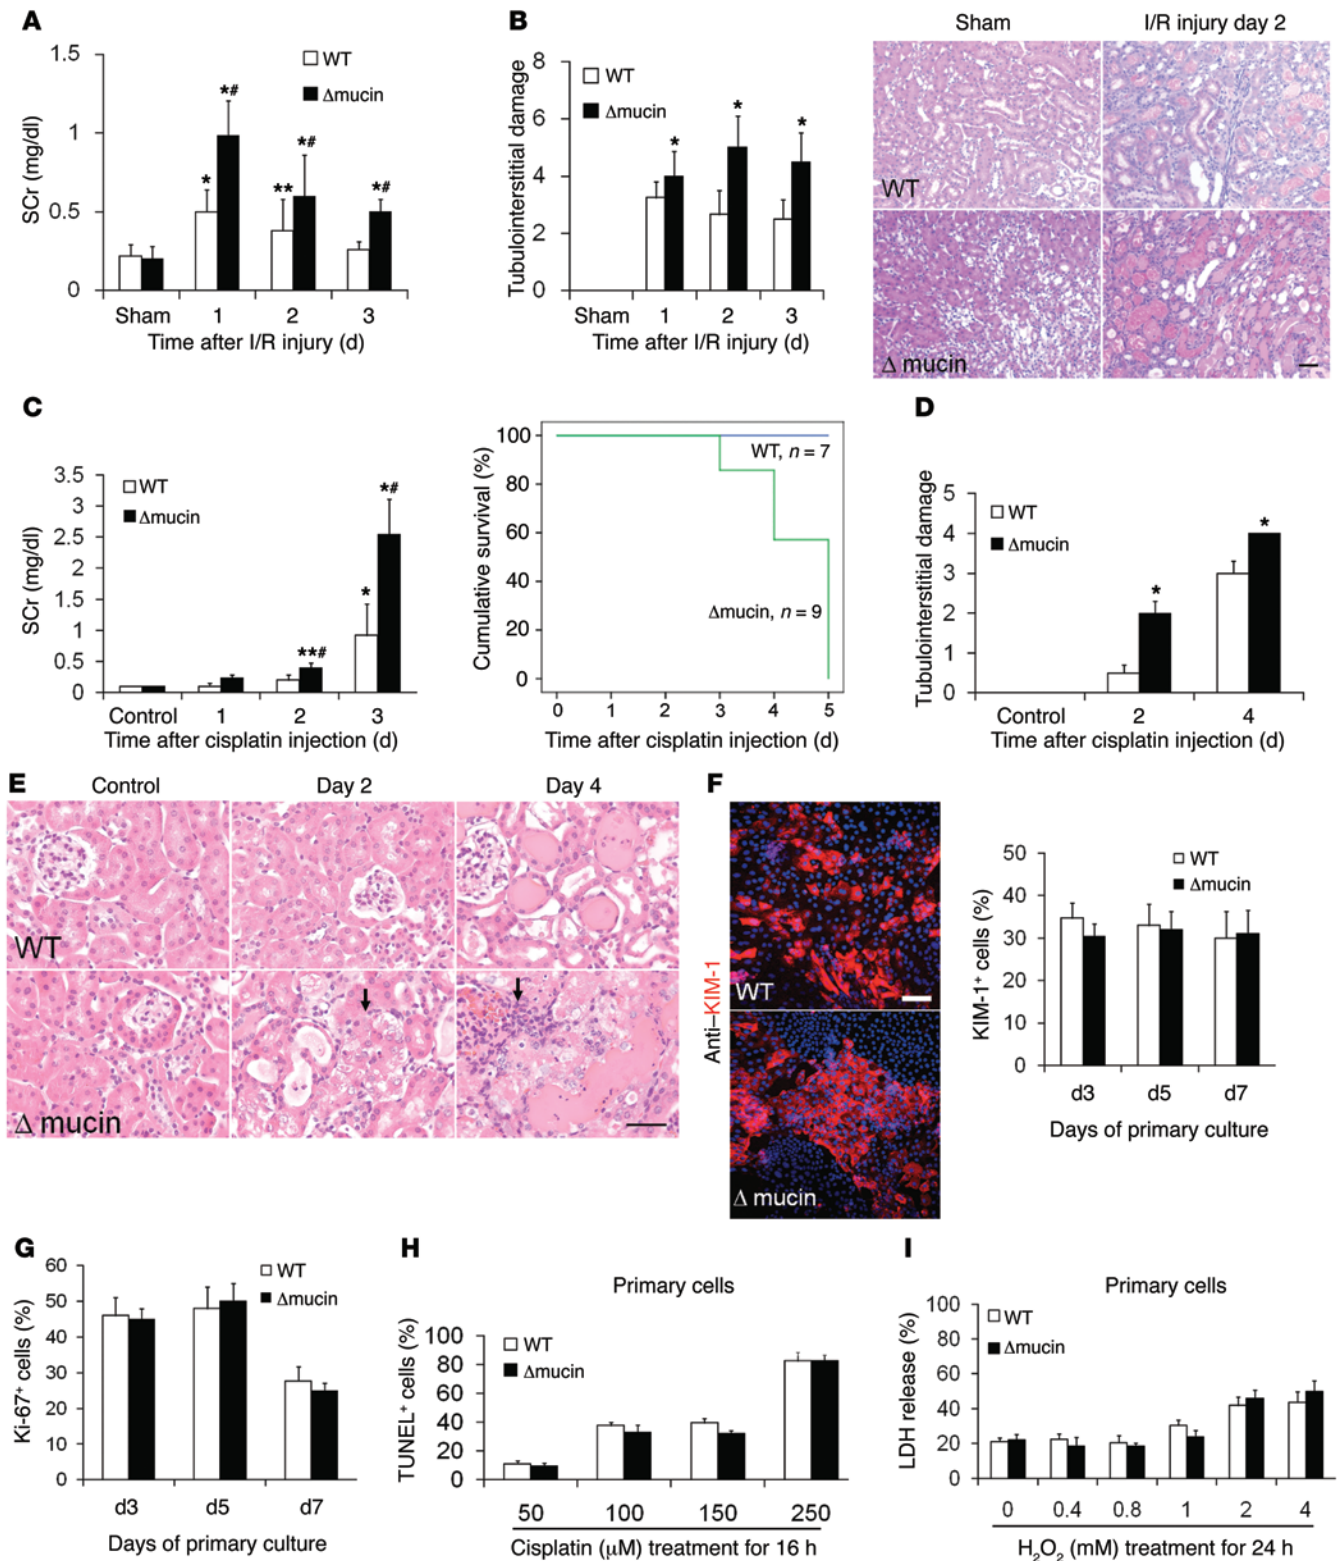 A
1.5
1
0.5
0
SCr (mg/dl)
WT
Δmucin
*
*#
**
*#
*#
Sham 1 2 3
Time after I/R injury (d)
B
8
6
4
2
0
Tubulointerstitial damage
WT
Δmucin
*
*
*
Sham 1 2 3
Time after I/R injury (d)
Sham I/R injury day 2
WT
Δ mucin
C
3.5
3
2.5
2
1.5
1
0.5
0
SCr (mg/dl)
WT
Δmucin
**#
*
*#
Control 1 2 3
Time after cisplatin injection (d)
100
80
60
40
20
0
Cumulative survival (%)
WT, n = 7
Δmucin, n = 9
0 1 2 3 4 5
Time after cisplatin injection (d)
D
5
4
3
2
1
0
Tubulointerstitial damage
WT
Δmucin
*
*
Control 2 4
Time after cisplatin injection (d)
E
Control Day 2 Day 4
WT
Δ mucin
F
Anti–KIM-1
WT
Δ mucin
50
40
30
20
10
0
KIM-1+ cells (%)
WT
Δmucin
d3 d5 d7
Days of primary culture
G
60
50
40
30
20
10
0
Ki-67+ cells (%)
WT
Δmucin
d3 d5 d7
Days of primary culture
H
Primary cells
100
80
60
40
20
0
TUNEL+ cells (%)
WT
Δmucin
50 100 150 250
Cisplatin (μM) treatment for 16 h
I
Primary cells
100
80
60
40
20
0
LDH release (%)
WT
Δmucin
0 0.4 0.8 1 2 4
H2O2 (mM) treatment for 24 h